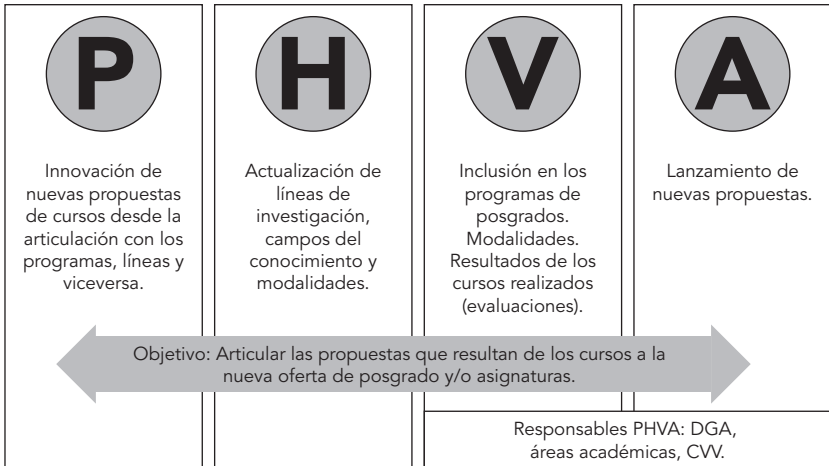 P
Innovación de
nuevas propuestas
de cursos desde la
articulación con los
programas, líneas y
viceversa.
H
Actualización de
líneas de
investigación,
campos del
conocimiento y
modalidades.
V
Inclusión en los
programas de
posgrados.
Modalidades.
Resultados de los
cursos realizados
(evaluaciones).
A
Lanzamiento de
nuevas propuestas.
Objetivo: Articular las propuestas que resultan de los cursos a la
nueva oferta de posgrado y/o asignaturas.
Responsables PHVA: DGA,
áreas académicas, CVV.